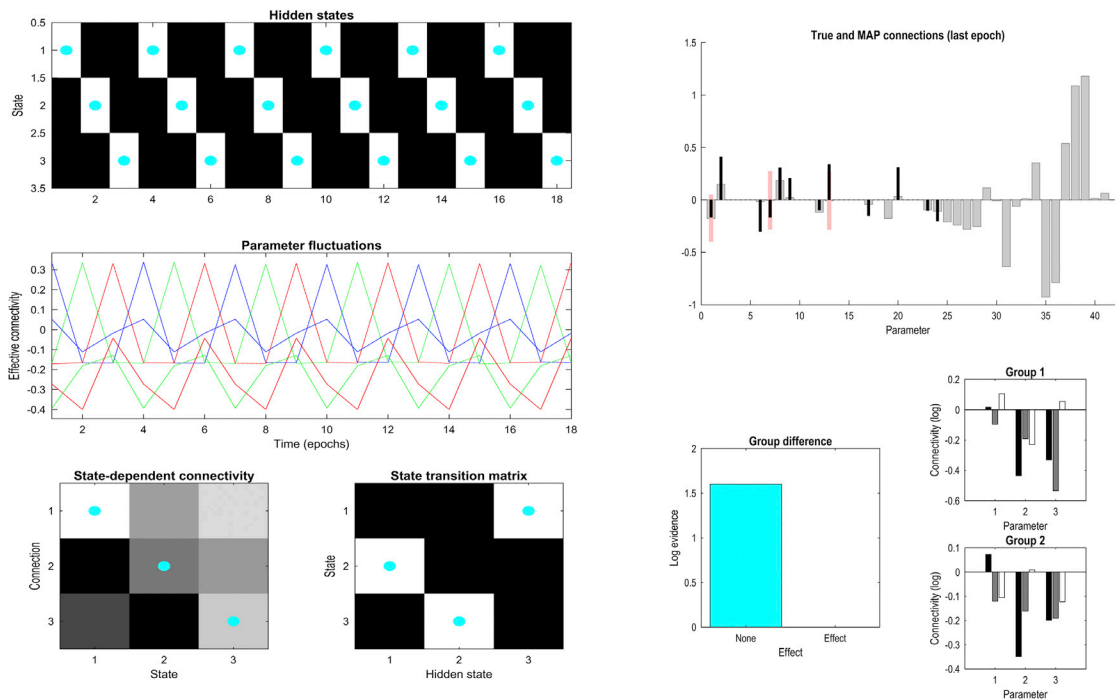 Hidden states
0.5
1
1.5
2
2.5
3
3.5
State
2 4 6 8 10 12 14 16 18
Parameter fluctuations
0.3
0.2
0.1
0
-0.1
-0.2
-0.3
-0.4
Effective connectivity
2 4 6 8 10 12 14 16 18
Time (epochs)
State-dependent connectivity
1
2
3
Connection
1 2 3
State
State transition matrix
1
2
3
State
1 2 3
Hidden state
True and MAP connections (last epoch)
1.5
1
0.5
0
-0.5
-1
0 5 10 15 20 25 30 35 40
Parameter
Group difference
2
1.5
1
0.5
0
Log evidence
None Effect
Effect
Group 1
0.2
0
-0.2
-0.4
-0.6
Connectivity (log)
1 2 3
Parameter
Group 2
0.1
0
-0.1
-0.2
-0.3
-0.4
Connectivity (log)
1 2 3
Parameter